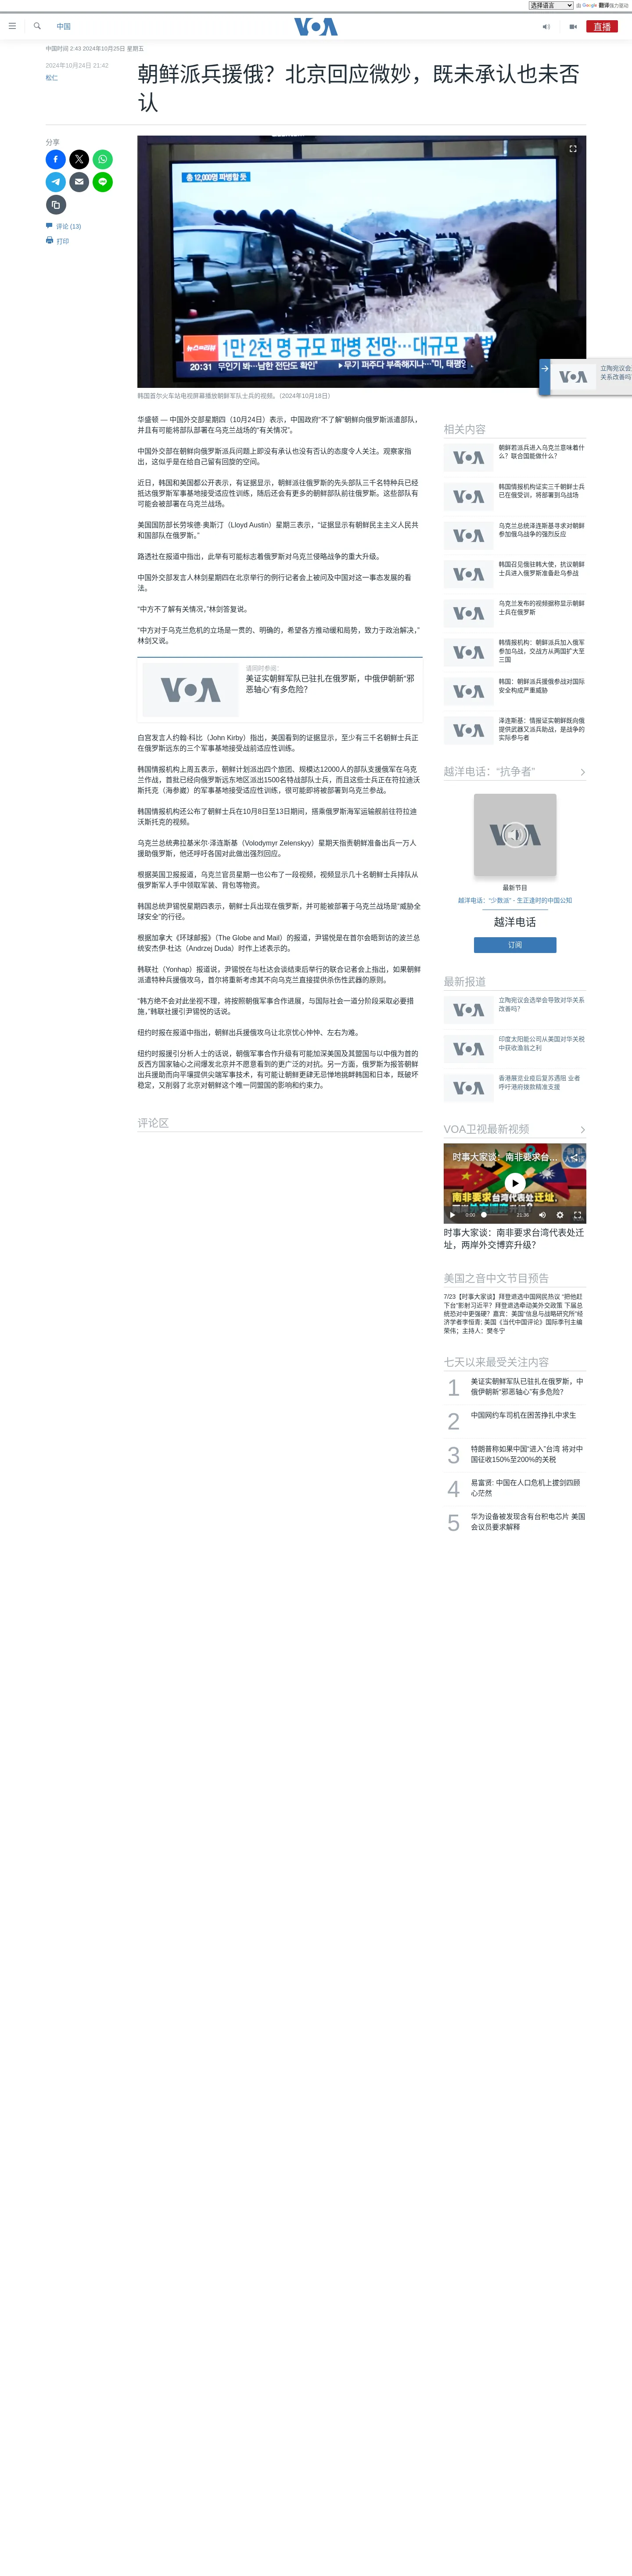 选择语言
由 Google 翻译强力驱动
中国
VOA
直播
中国时间 2:43 2024年10月25日 星期五
2024年10月24日 21:42
松仁
朝鲜派兵援俄？北京回应微妙，既未承认也未否
认
分享
评论 (13)
打印
총 12,000명 파병할 듯
뉴스리뷰
1만2천 명 규모 파병 전망
20:31
무기 퍼주다 부족해지나
韩国首尔火车站电视屏幕播放朝鲜军队士兵的视频。（2024年10月18日）
立陶宛议会
关系改善吗
华盛顿 — 中国外交部星期四（10月24日）表示，中国政府“不了解”朝鲜向俄罗斯派遣部队，
并且有可能将部队部署在乌克兰战场的“有关情况”。
中国外交部在朝鲜向俄罗斯派兵问题上即没有承认也没有否认的态度令人关注。观察家指
出，这似乎是在给自己留有回旋的空间。
近日，韩国和美国都公开表示，有证据显示，朝鲜派往俄罗斯的先头部队三千名特种兵已经
抵达俄罗斯军事基地接受适应性训练，随后还会有更多的朝鲜部队前往俄罗斯。这些部队有
可能会被部署在乌克兰战场。
美国国防部长劳埃德·奥斯汀（Lloyd Austin）星期三表示，“证据显示有朝鲜民主主义人民共
和国部队在俄罗斯。”
路透社在报道中指出，此举有可能标志着俄罗斯对乌克兰侵略战争的重大升级。
中国外交部发言人林剑星期四在北京举行的例行记者会上被问及中国对这一事态发展的看
法。
“中方不了解有关情况，”林剑答复说。
“中方对于乌克兰危机的立场是一贯的、明确的，希望各方推动缓和局势，致力于政治解决，”
林剑又说。
请同时参阅:
美证实朝鲜军队已驻扎在俄罗斯，中俄伊朝新“邪
恶轴心”有多危险？
VOA
白宫发言人约翰·科比（John Kirby）指出，美国看到的证据显示，至少有三千名朝鲜士兵正
在俄罗斯远东的三个军事基地接受战前适应性训练。
韩国情报机构上周五表示，朝鲜计划派出四个旅团、规模达12000人的部队支援俄军在乌克
兰作战，首批已经向俄罗斯远东地区派出1500名特战部队士兵，而且这些士兵正在符拉迪沃
斯托克（海参崴）的军事基地接受适应性训练，很可能即将被部署到乌克兰参战。
韩国情报机构还公布了朝鲜士兵在10月8日至13日期间，搭乘俄罗斯海军运输舰前往符拉迪
沃斯托克的视频。
乌克兰总统弗拉基米尔·泽连斯基（Volodymyr Zelenskyy）星期天指责朝鲜准备出兵一万人
援助俄罗斯，他还呼吁各国对此做出强烈回应。
根据英国卫报报道，乌克兰官员星期一也公布了一段视频，视频显示几十名朝鲜士兵排队从
俄罗斯军人手中领取军装、背包等物资。
韩国总统尹锡悦星期四表示，朝鲜士兵出现在俄罗斯，并可能被部署于乌克兰战场是“威胁全
球安全”的行径。
根据加拿大《环球邮报》（The Globe and Mail）的报道，尹锡悦是在首尔会晤到访的波兰总
统安杰伊·杜达（Andrzej Duda）时作上述表示的。
韩联社（Yonhap）报道说，尹锡悦在与杜达会谈结束后举行的联合记者会上指出，如果朝鲜
派遣特种兵援俄攻乌，首尔将重新考虑其不向乌克兰直接提供杀伤性武器的原则。
“韩方绝不会对此坐视不理，将按照朝俄军事合作进展，与国际社会一道分阶段采取必要措
施，”韩联社援引尹锡悦的话说。
纽约时报在报道中指出，朝鲜出兵援俄攻乌让北京忧心忡忡、左右为难。
纽约时报援引分析人士的话说，朝俄军事合作升级有可能加深美国及其盟国与以中俄为首的
反西方国家轴心之间爆发北京并不愿意看到的更广泛的对抗。另一方面，俄罗斯为报答朝鲜
出兵援助而向平壤提供尖端军事技术，有可能让朝鲜更肆无忌惮地挑衅韩国和日本，既破坏
稳定，又削弱了北京对朝鲜这个唯一同盟国的影响和约束力。
评论区
相关内容
朝鲜若派兵进入乌克兰意味着什
么？联合国能做什么？
韩国情报机构证实三千朝鲜士兵
已在俄受训，将部署到乌战场
乌克兰总统泽连斯基寻求对朝鲜
参加俄乌战争的强烈反应
韩国召见俄驻韩大使，抗议朝鲜
士兵进入俄罗斯准备赴乌参战
乌克兰发布的视频据称显示朝鲜
士兵在俄罗斯
韩情报机构：朝鲜派兵加入俄军
参加乌战，交战方从两国扩大至
三国
韩国：朝鲜派兵援俄参战对国际
安全构成严重威胁
泽连斯基：情报证实朝鲜既向俄
提供武器又派兵助战，是战争的
实际参与者
越洋电话：“抗争者”
最新节目
越洋电话：“少数派” - 生正逢时的中国公知
越洋电话
订阅
最新报道
立陶宛议会选举会导致对华关系
改善吗？
印度太阳能公司从美国对华关税
中获收渔翁之利
香港展览业疫后复苏遇阻 业者
呼吁港府拨款精准支援
VOA卫视最新视频
时事大家谈：南非要求台...
南非要求台湾代表处迁址，
0:00
21:36
时事大家谈：南非要求台湾代表处迁
址，两岸外交博弈升级？
美国之音中文节目预告
7/23【时事大家谈】拜登退选中国网民热议 “把他赶
下台”影射习近平？拜登退选牵动美外交政策 下届总
统恐对中更强硬？嘉宾：美国“信息与战略研究所”经
济学者李恒青; 美国《当代中国评论》国际季刊主编
荣伟；主持人：樊冬宁
七天以来最受关注内容
1 美证实朝鲜军队已驻扎在俄罗斯，中
俄伊朝新“邪恶轴心”有多危险？
2 中国网约车司机在困苦挣扎中求生
3 特朗普称如果中国“进入”台湾 将对中
国征收150%至200%的关税
4 易富贤: 中国在人口危机上拔剑四顾
心茫然
5 华为设备被发现含有台积电芯片 美国
会议员要求解释